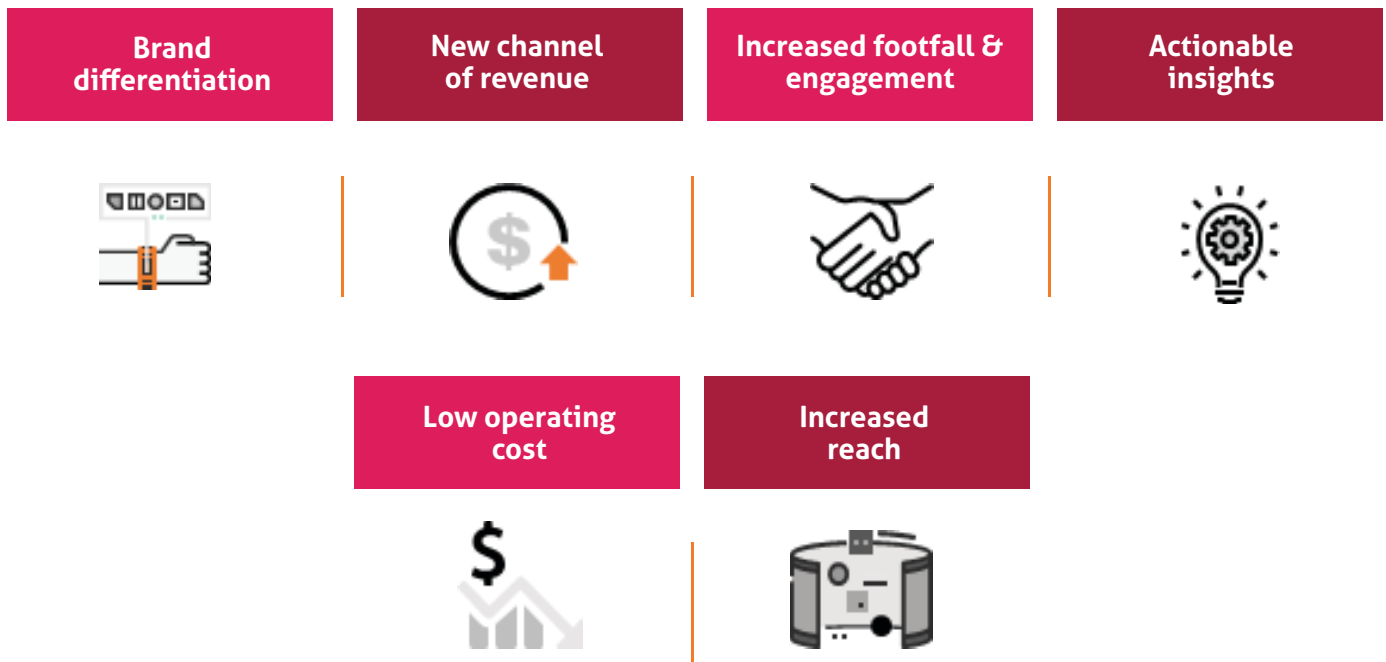 Brand
differentiation
New channel
of revenue
Increased footfall &
engagement
Actionable
insights
$
Low operating
cost
Increased
reach
$